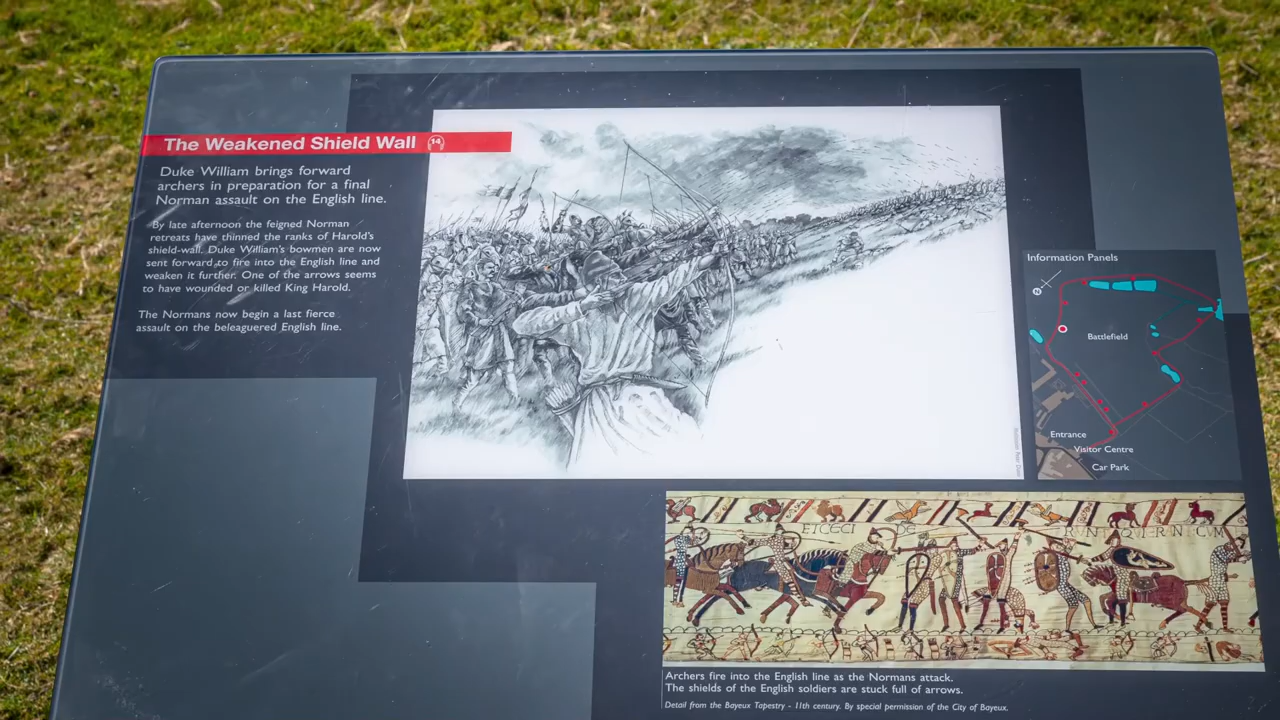 The Weakened Shield Wall 14
Duke William brings forward
archers in preparation for a final
Norman assault on the English line.
By late afternoon the feigned Norman
retreats have thinned the ranks of Harold's
shield-wall. Duke William's bowmen are now
sent forward to fire into the English line and
weaken it further. One of the arrows seems
to have wounded or killed King Harold.
The Normans now begin a last fierce
assault on the beleaguered English line.
Information Panels
N
Battlefield
Entrance
Visitor Centre
Car Park
Articles fire into the English line as the Normans attack.
The shields of the English soldiers are stuck full of arrows.
Detail from the Bayeux Tapestry - 11th century. By special permission of the City of Bayeux.